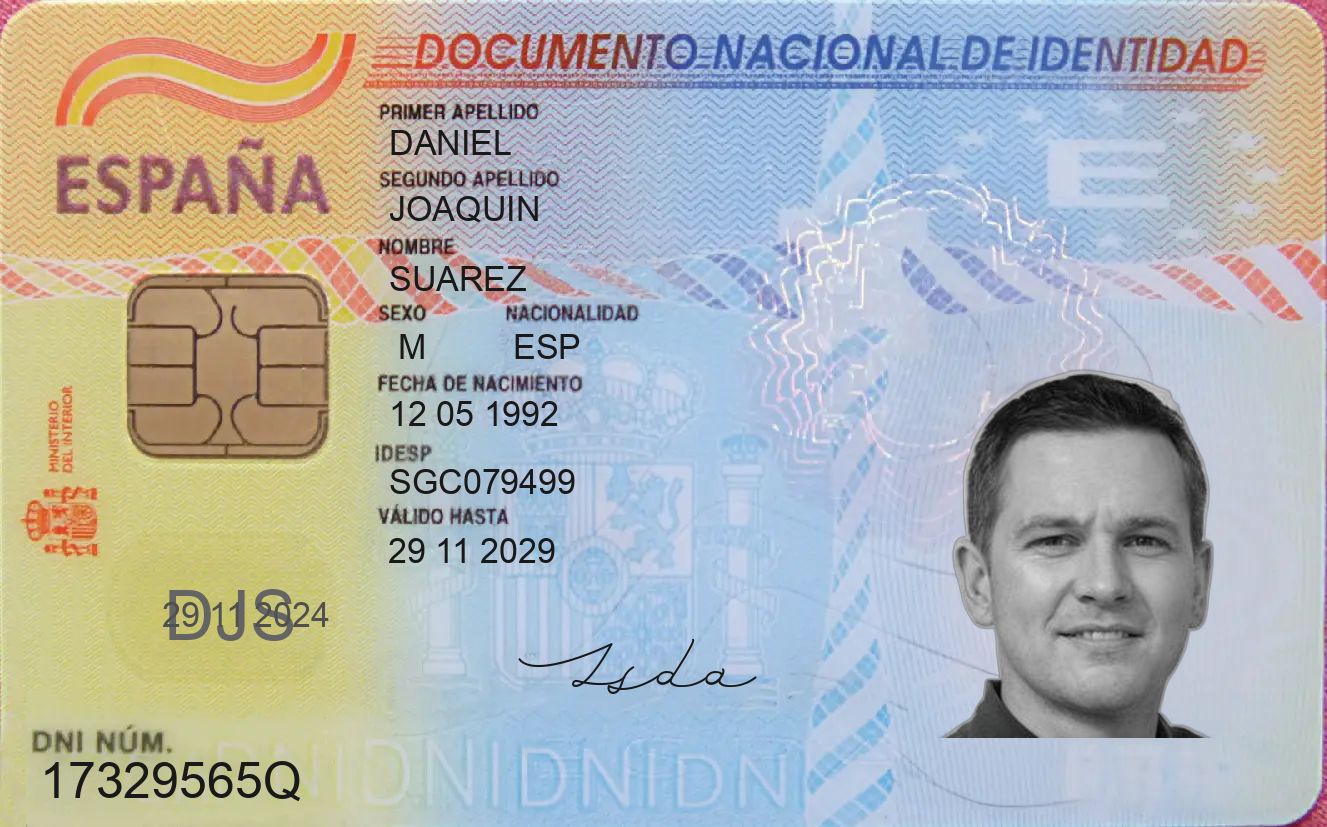 DOCUMENTO NACIONAL DE IDENTIDAD
ESPAÑA
PRIMER APELLIDO
DANIEL
SEGUNDO APELLIDO
JOAQUIN
NOMBRE
SUAREZ
SEXO NACIONALIDAD
M ESP
FECHA DE NACIMIENTO
12 05 1992
IDESP
SGC079499
VÁLIDO HASTA
29 11 2029
MINISTERIO
DEL INTERIOR
E
29 11 2024
DJS
DNI NÚM.
17329565Q
DNIDNIDNIDNI